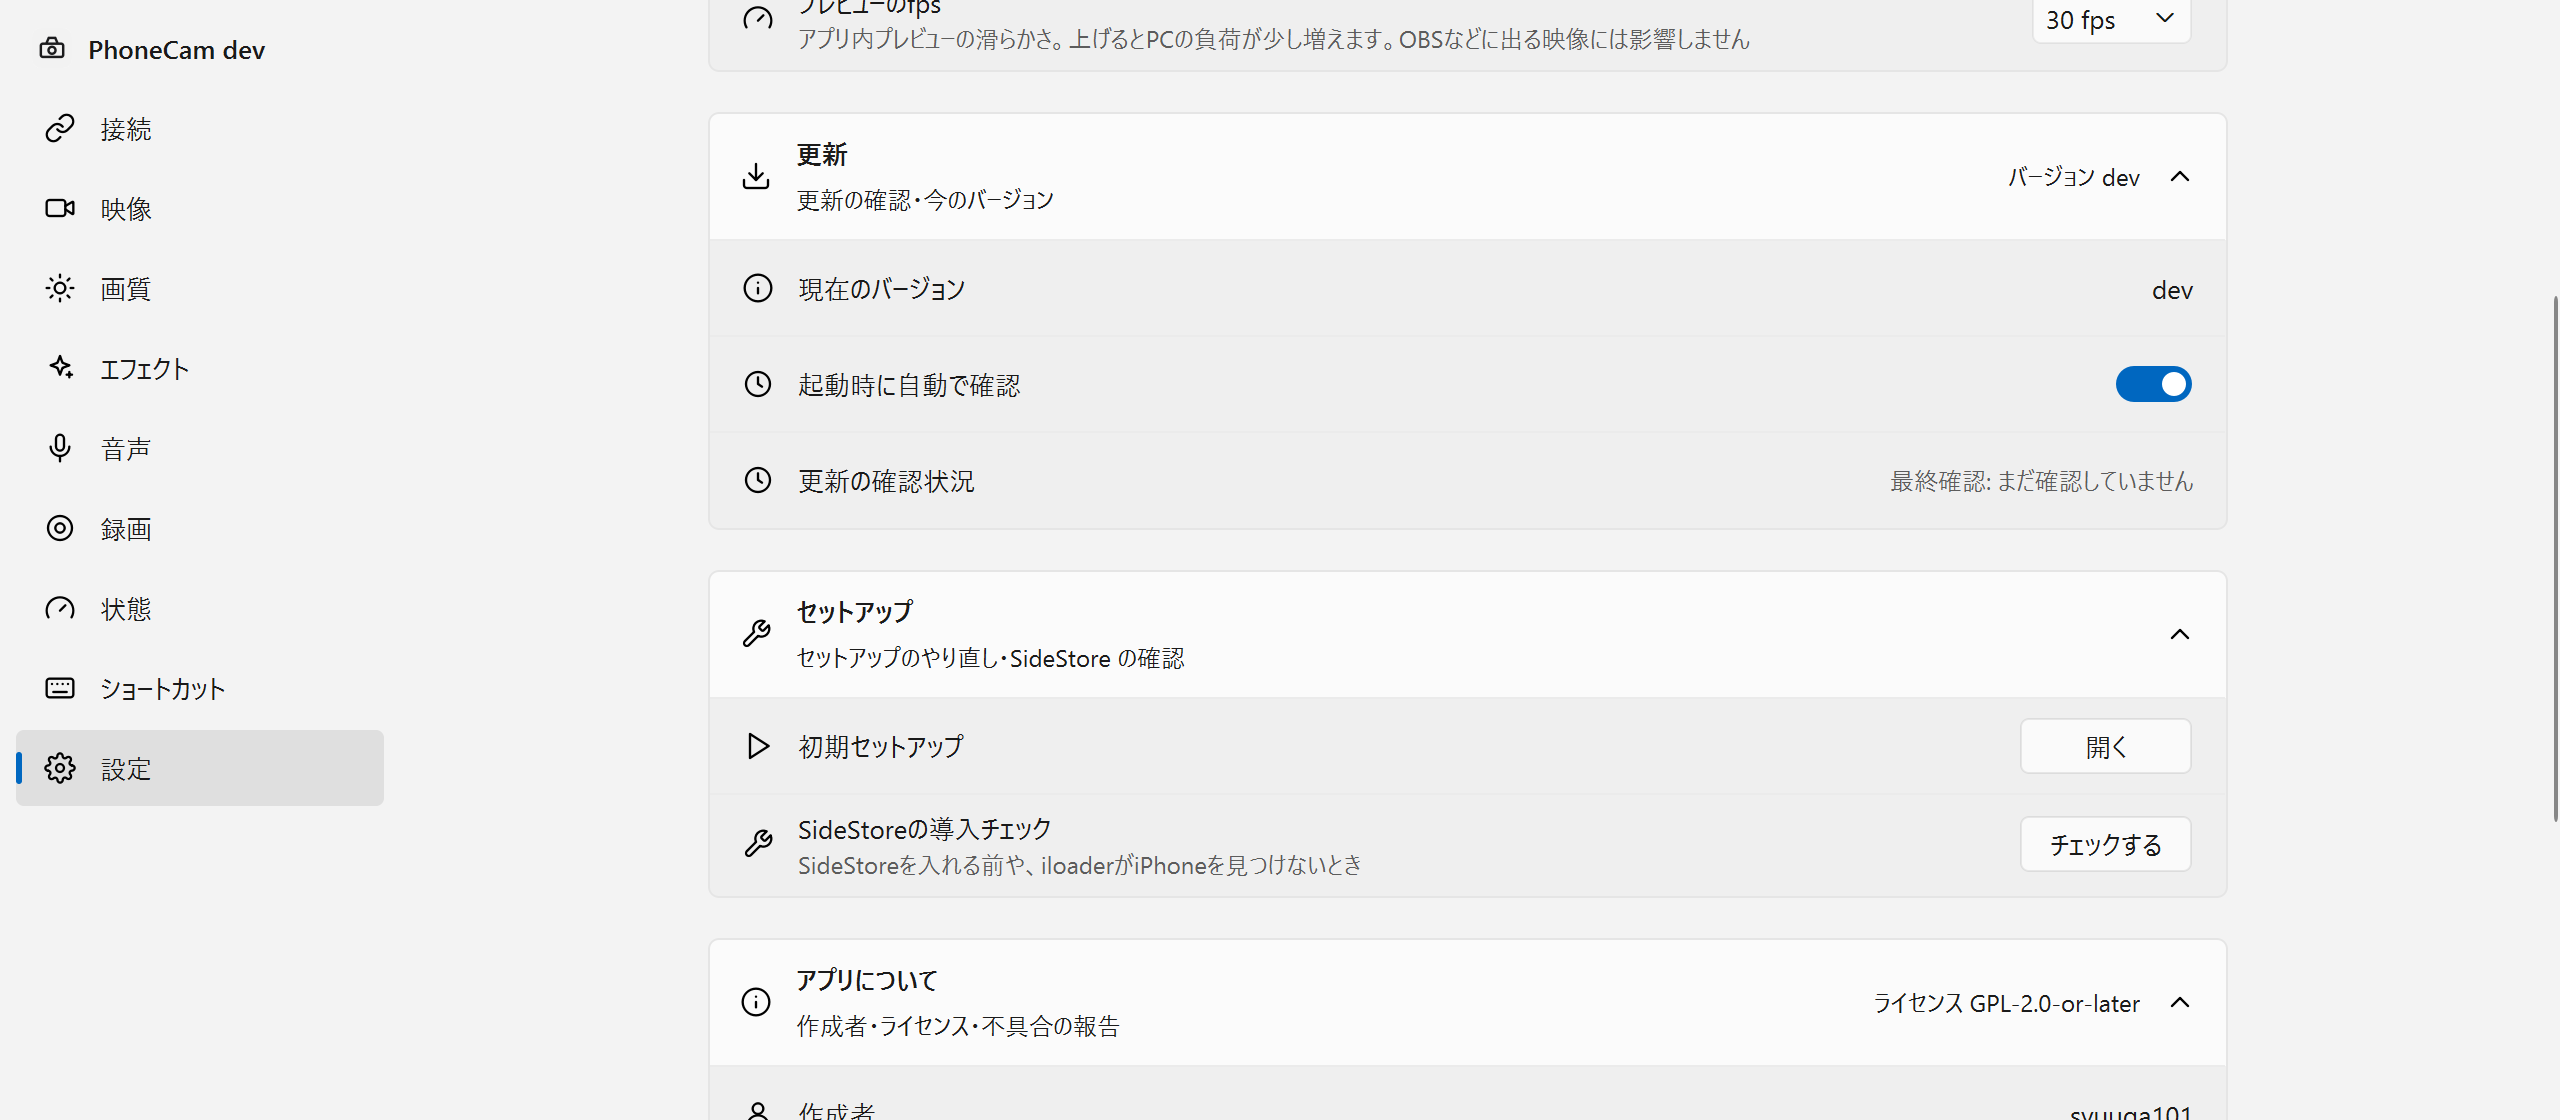 PhoneCam dev
接続
映像
画質
エフェクト
音声
録画
状態
ショートカット
設定
プレビューのfps
アプリ内プレビューの滑らかさ。上げるとPCの負荷が少し増えます。OBSなどに出る映像には影響しません
30 fps
更新
更新の確認・今のバージョン
バージョン dev
現在のバージョン
dev
起動時に自動で確認
更新の確認状況
最終確認: まだ確認していません
セットアップ
セットアップのやり直し・SideStore の確認
初期セットアップ
開く
SideStoreの導入チェック
SideStoreを入れる前や、iloaderがiPhoneを見つけないとき
チェックする
アプリについて
作成者・ライセンス・不具合の報告
ライセンス GPL-2.0-or-later
作成者
syuuga101